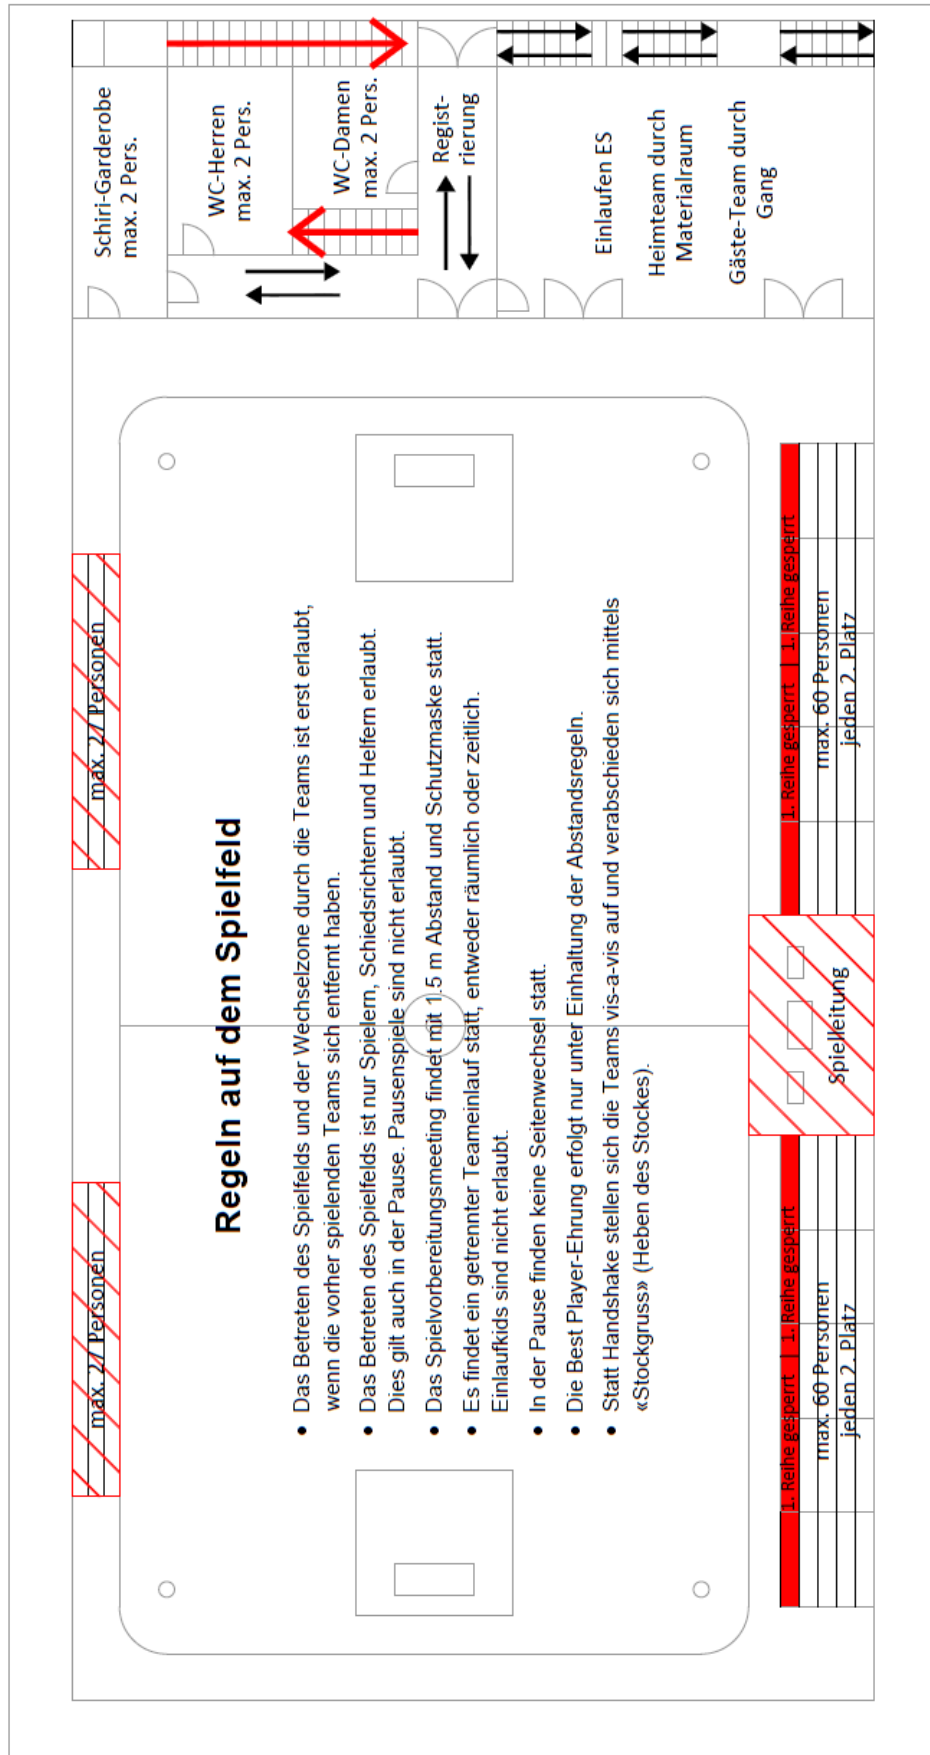 max. 27 Personen
max. 27 Personen
Schiri-Garderobe
max. 2 Pers.
WC-Herren
max. 2 Pers.
WC-Damen
max. 2 Pers.
Regist-
rierung
Einlaufen ES
Heimteam durch
Materialraum
Gäste-Team durch
Gang
Regeln auf dem Spielfeld
• Das Betreten des Spielfelds und der Wechselzone durch die Teams ist erst erlaubt,
wenn die vorher spielenden Teams sich entfernt haben.
• Das Betreten des Spielfelds ist nur Spielern, Schiedsrichtern und Helfern erlaubt.
Dies gilt auch in der Pause. Pausenspiele sind nicht erlaubt.
• Das Spielvorbereitungsmeeting findet mit 1.5 m Abstand und Schutzmaske statt.
• Es findet ein getrennter Teameinlauf statt, entweder räumlich oder zeitlich.
Einlaufkids sind nicht erlaubt.
• In der Pause finden keine Seitenwechsel statt.
• Die Best Player-Ehrung erfolgt nur unter Einhaltung der Abstandsregeln.
• Statt Handshake stellen sich die Teams vis-a-vis auf und verabschieden sich mittels
«Stockgruss» (Heben des Stockes).
1. Reihe gesperrt | 1. Reihe gesperrt
max. 60 Personen
jeden 2. Platz
Spielleitung
1. Reihe gesperrt | 1. Reihe gesperrt
max. 60 Personen
jeden 2. Platz